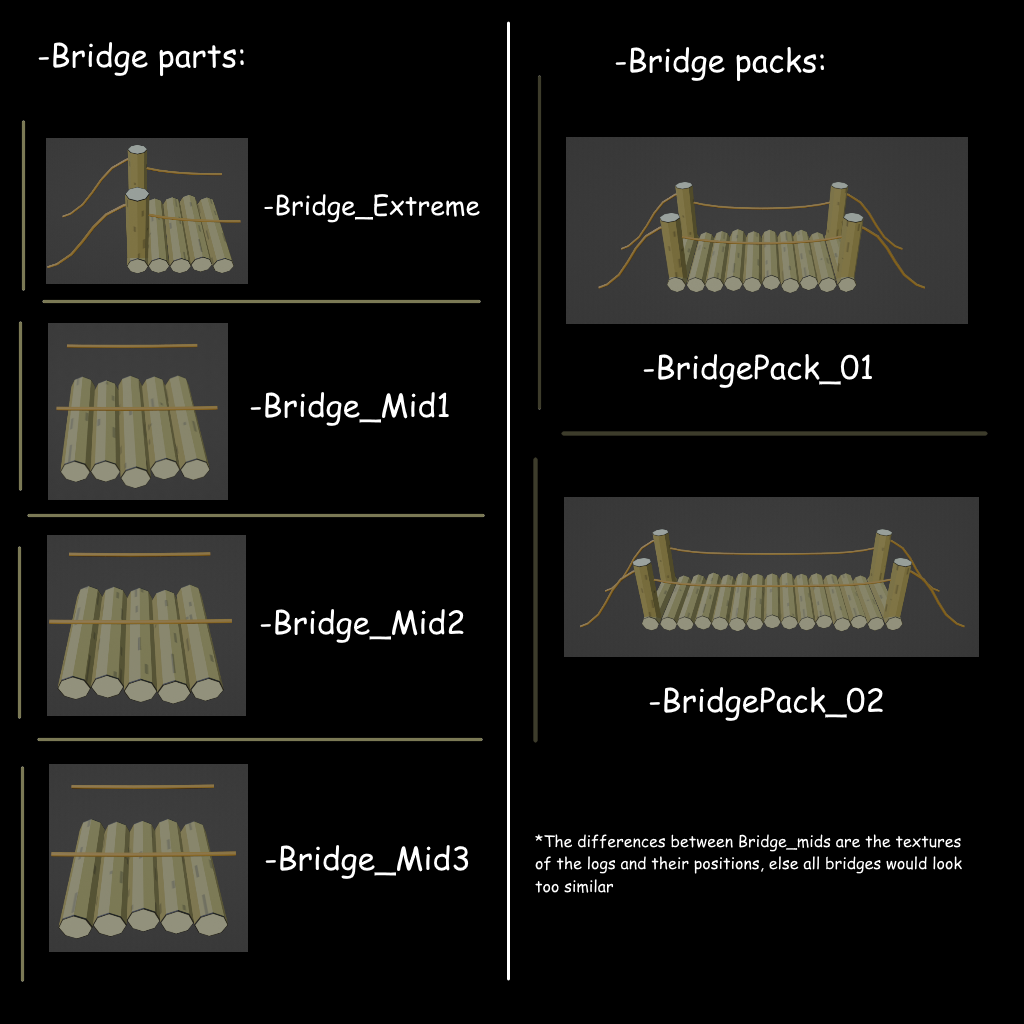 -Bridge parts:
-Bridge_Extreme
-Bridge_Mid1
-Bridge_Mid2
-Bridge_Mid3
-Bridge packs:
-BridgePack_01
-BridgePack_02
*The differences between Bridge_mids are the textures
of the logs and their positions, else all bridges would look
too similar